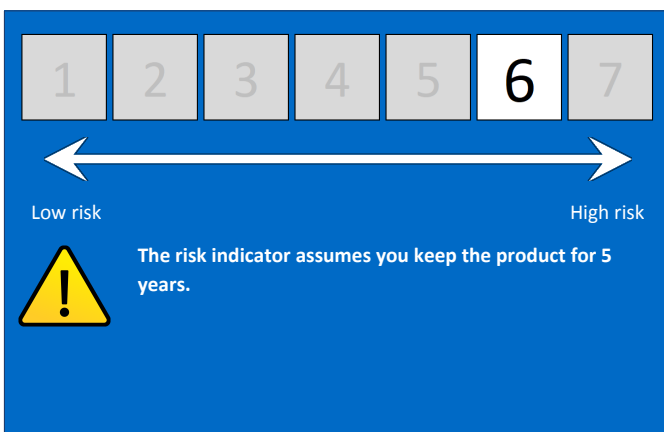 1 2 3 4 5 6 7
Low risk High risk
The risk indicator assumes you keep the product for 5
years.